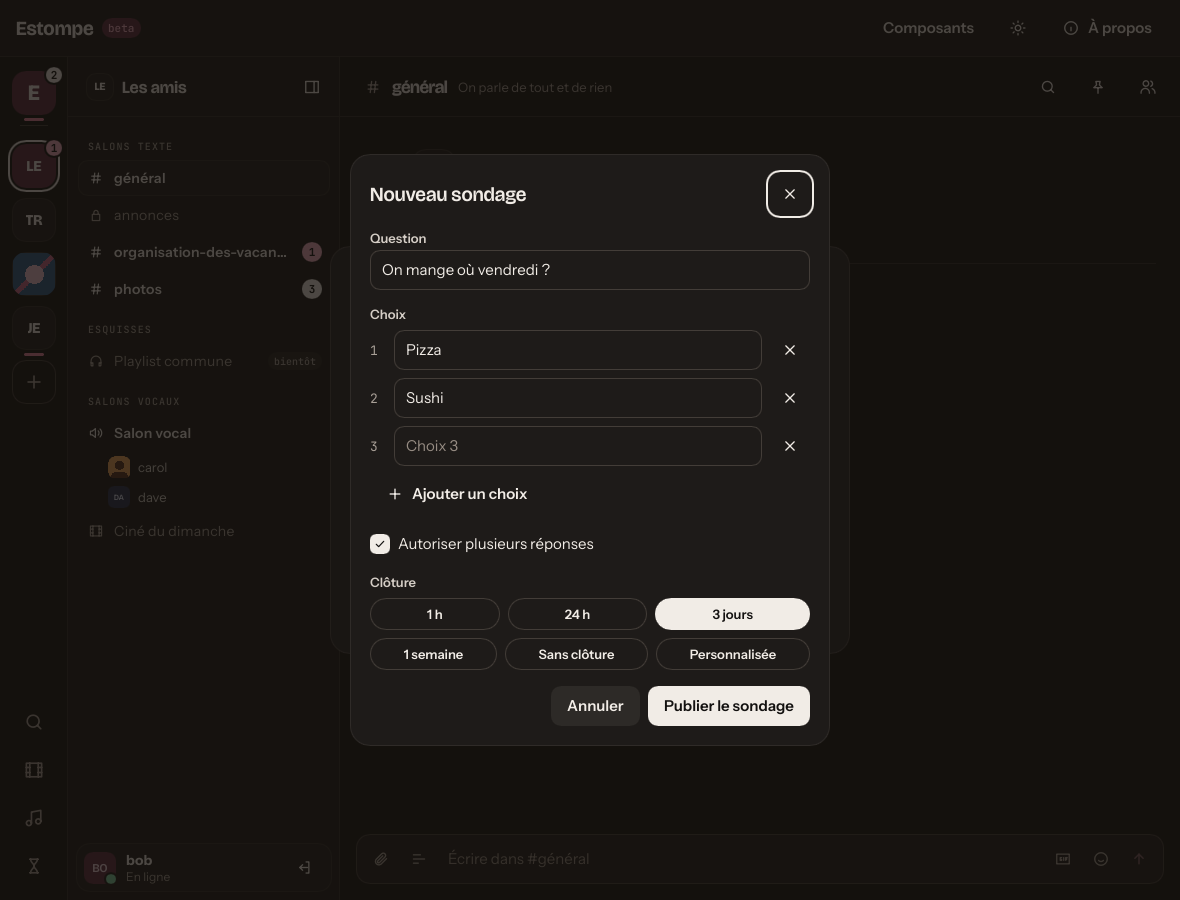 Estompe beta
Composants
À propos
E 2
LE 1
TR
JE
LE Les amis
SALONS TEXTE
# général
annonces
# organisation-des-vacan... 1
# photos 3
ESQUISSES
Playlist commune bientôt
SALONS VOCAUX
Salon vocal
carol
DA dave
Ciné du dimanche
BO bob
En ligne
# général On parle de tout et de rien
Nouveau sondage
Question
On mange où vendredi ?
Choix
1 Pizza
2 Sushi
3 Choix 3
Ajouter un choix
Autoriser plusieurs réponses
Clôture
1 h 24 h 3 jours
1 semaine Sans clôture Personnalisée
Annuler Publier le sondage
Écrire dans #général
GIF